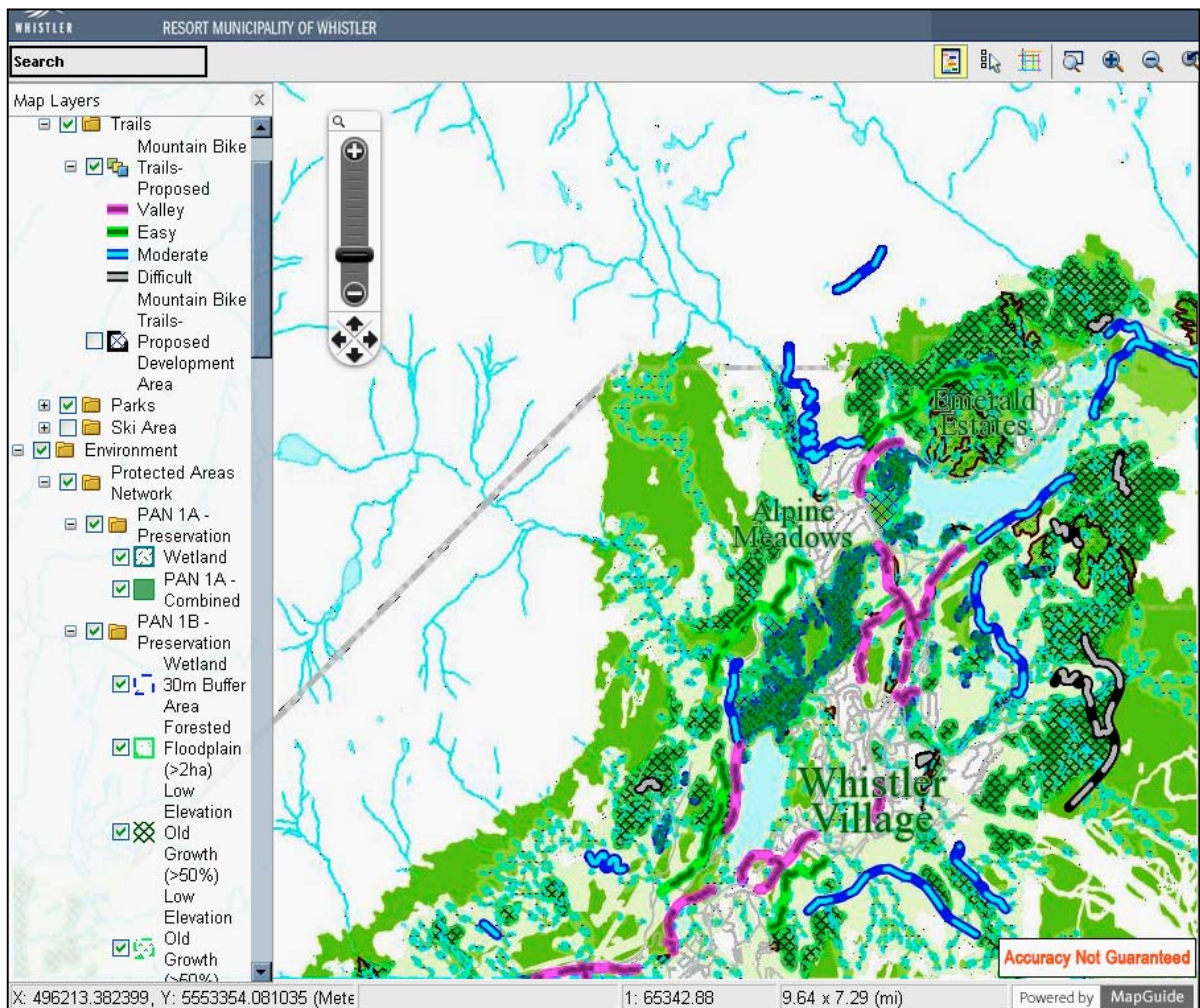 WHISTLER
RESORT MUNICIPALITY OF WHISTLER
Search
Map Layers
X
Trails
Mountain Bike
Trails-
Proposed
Valley
Easy
Moderate
Difficult
Mountain Bike
Trails-
Proposed
Development
Area
Parks
Ski Area
Environment
Protected Areas
Network
PAN 1A -
Preservation
Wetland
PAN 1A -
Combined
PAN 1B -
Preservation
Wetland
30m Buffer
Area
Forested
Floodplain
(>2ha)
Low
Elevation
Old
Growth
(>50%)
Low
Elevation
Old
Growth
(>50%)
Emerald
Estates
Alpine
Meadows
Whistler
Village
Accuracy Not Guaranteed
X: 496213.382399, Y: 5553354.081035 (Mete
1: 65342.88
9.64 x 7.29 (mi)
Powered by
MapGuide